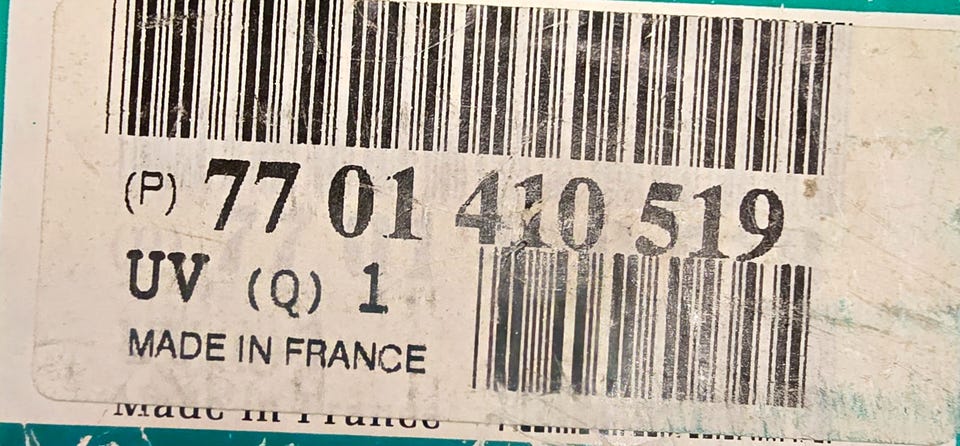 (P) 77 01 410 519
UV (Q) 1
MADE IN FRANCE
Made in France